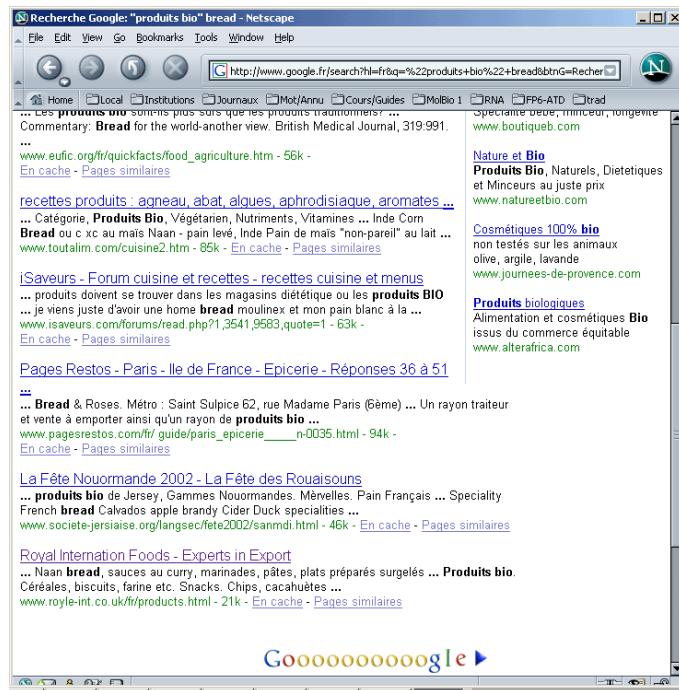 Recherche Google: "produits bio" bread - Netscape
File Edit View Go Bookmarks Tools Window Help
http://www.google.fr/search?hl=fr&q=%22produits+bio%22+bread&btnG=Recher
Home Local Institutions Journaux Mot/Annu Cours/Guides MolBio 1 RNA FP6-ATD trad
... Les produits bio sont-ils plus sûrs que les produits traditionnels? ...
Commentary: Bread for the world-another view. British Medical Journal, 319:991.
...
www.eufic.org/fr/quickfacts/food_agriculture.htm - 56k -
En cache - Pages similaires
recettes produits : agneau, abat, algues, aphrodisiaque, aromates ...
... Catégorie, Produits Bio, Végétarien, Nutriments, Vitamines ... Inde Corn
Bread ou c xc au maïs Naan - pain levé, Inde Pain de maïs "non-pareil" au lait ...
www.toutalim.com/cuisine2.htm - 85k - En cache - Pages similaires
iSaveurs - Forum cuisine et recettes - recettes cuisine et menus
... produits doivent se trouver dans les magasins diététique ou les produits BIO
... je viens juste d'avoir une home bread moulinex et mon pain blanc à la ...
www.isaveurs.com/forums/read.php?1,3541,9583,quote=1 - 63k -
En cache - Pages similaires
Pages Restos - Paris - Ile de France - Epicerie - Réponses 36 à 51
...
... Bread & Roses. Métro : Saint Sulpice 62, rue Madame Paris (6ème) ... Un rayon traiteur
et vente à emporter ainsi qu'un rayon de produits bio ...
www.pagesrestos.com/fr/ guide/paris_epicerie_____n-0035.html - 94k -
En cache - Pages similaires
La Fête Nouormande 2002 - La Fête des Rouaisouns
... produits bio de Jersey, Gammes Nouormandes. Mèrvelles. Pain Français ... Speciality
French bread Calvados apple brandy Cider Duck specialities ...
www.societe-jersiaise.org/langsec/fete2002/sanmdi.html - 46k - En cache - Pages similaires
Royal Internation Foods - Experts in Export
... Naan bread, sauces au curry, marinades, pâtes, plats préparés surgelés ... Produits bio.
Céréales, biscuits, farine etc. Snacks. Chips, cacahuètes ...
www.royle-int.co.uk/fr/products.html - 21k - En cache - Pages similaires
Spécialité bébé, minceur, longévité
www.boutiqueb.com
Nature et Bio
Produits Bio, Naturels, Dietetiques
et Minceurs au juste prix
www.natureetbio.com
Cosmétiques 100% bio
non testés sur les animaux
olive, argile, lavande
www.journees-de-provence.com
Produits biologiques
Alimentation et cosmétiques Bio
issus du commerce équitable
www.alterafrica.com
Goooooooooogle